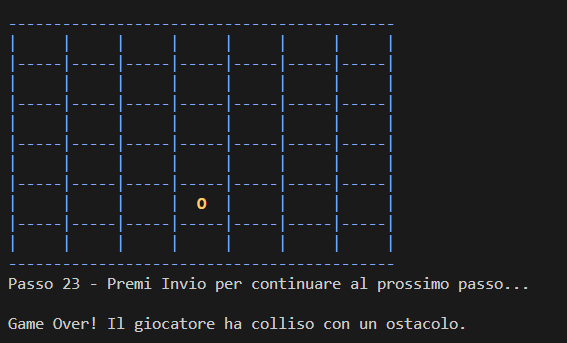 O
Passo 23 - Premi Invio per continuare al prossimo passo...
Game Over! Il giocatore ha colliso con un ostacolo.